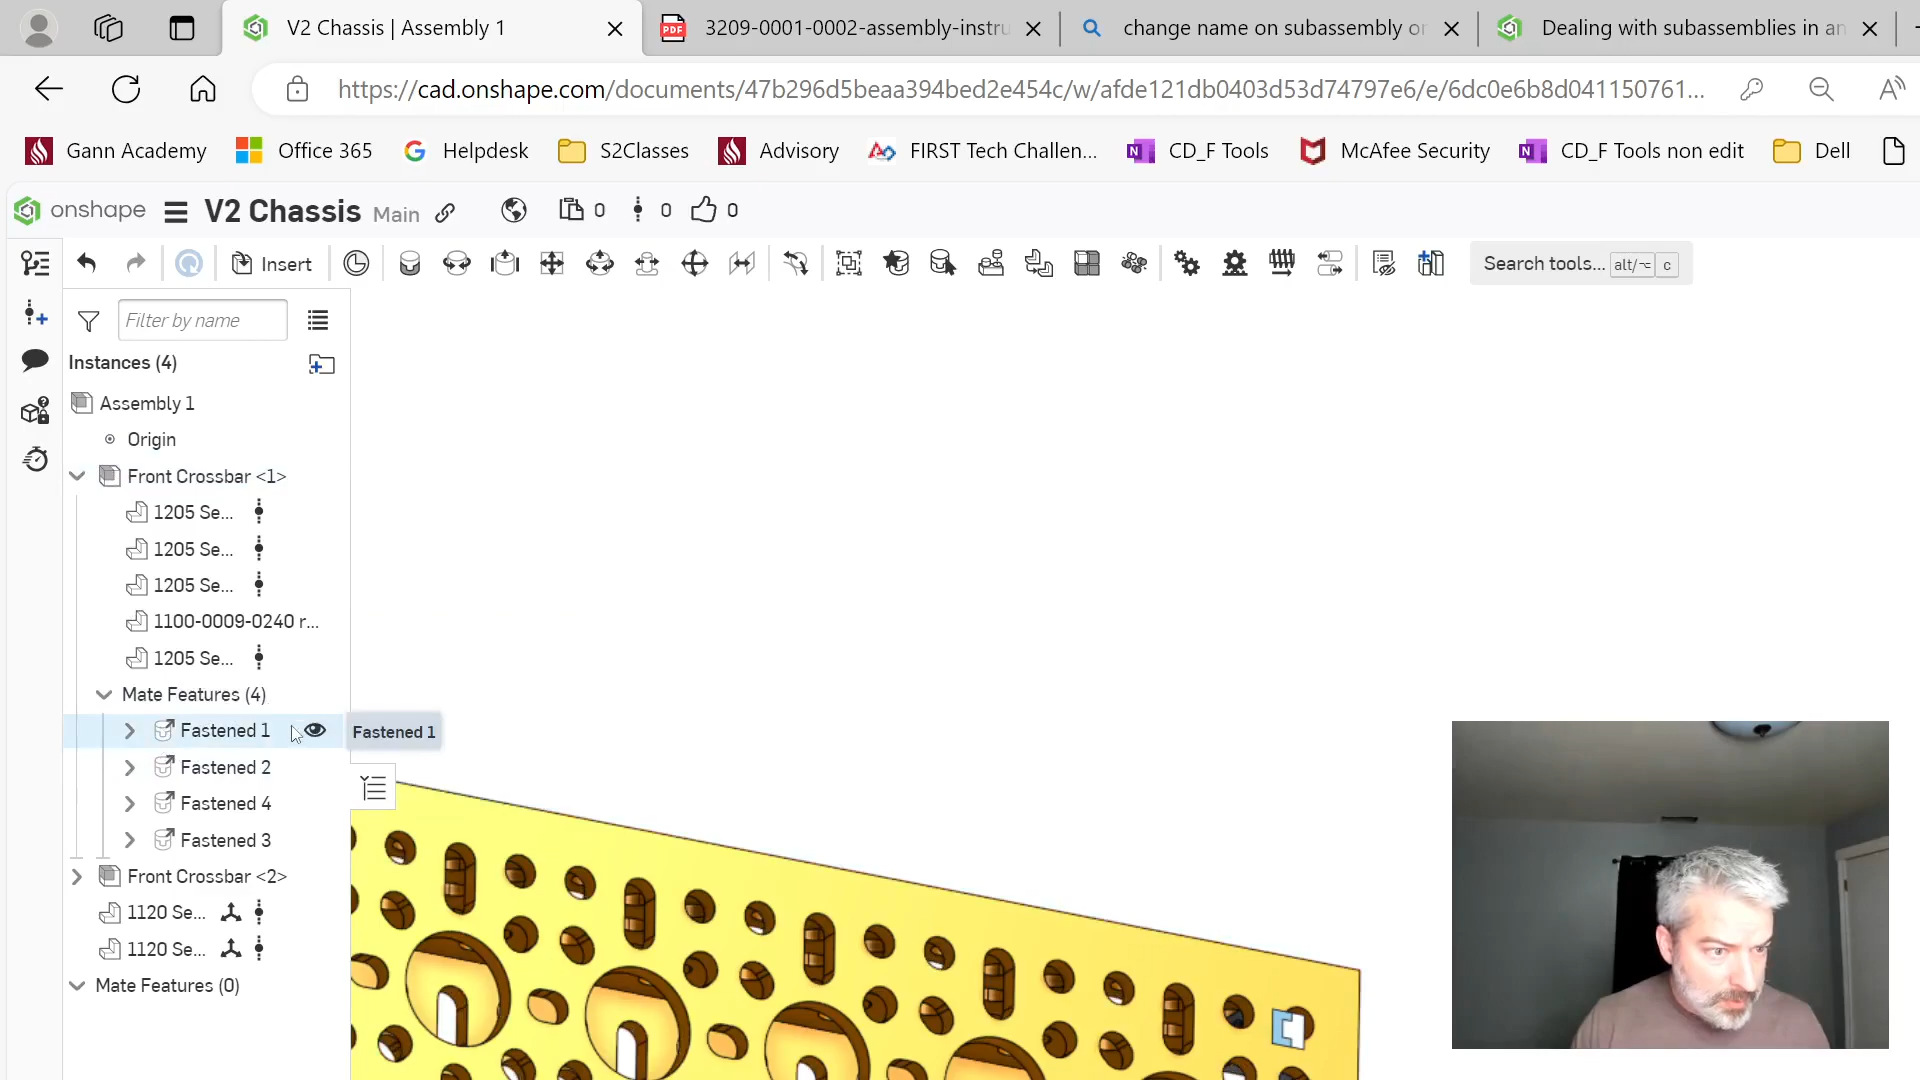 V2 Chassis | Assembly 1
3209-0001-0002-assembly-instru
change name on subassembly or
Dealing with subassemblies in an
https://cad.onshape.com/documents/47b296d5beaa394bed2e454c/w/afde121db0403d53d74797e6/e/6dc0e6b8d041150761...
Gann Academy
Office 365
Helpdesk
S2Classes
Advisory
FIRST Tech Challen...
CD_F Tools
McAfee Security
CD_F Tools non edit
Dell
onshape
V2 Chassis
Main
0
0
0
Insert
Search tools... alt/⌥ c
Filter by name
Instances (4)
Assembly 1
Origin
Front Crossbar <1>
1205 Se...
1205 Se...
1205 Se...
1100-0009-0240 r...
1205 Se...
Mate Features (4)
Fastened 1
Fastened 1
Fastened 2
Fastened 4
Fastened 3
Front Crossbar <2>
1120 Se...
1120 Se...
Mate Features (0)